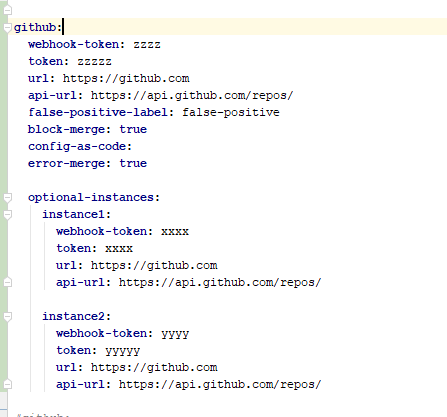 github:
webhook-token: zzzz
token: zzzzz
url: https://github.com
api-url: https://api.github.com/repos/
false-positive-label: false-positive
block-merge: true
config-as-code:
error-merge: true
optional-instances:
instance1:
webhook-token: xxxx
token: xxxx
url: https://github.com
api-url: https://api.github.com/repos/
instance2:
webhook-token: yyyy
token: yyyyy
url: https://github.com
api-url: https://api.github.com/repos/
#github: